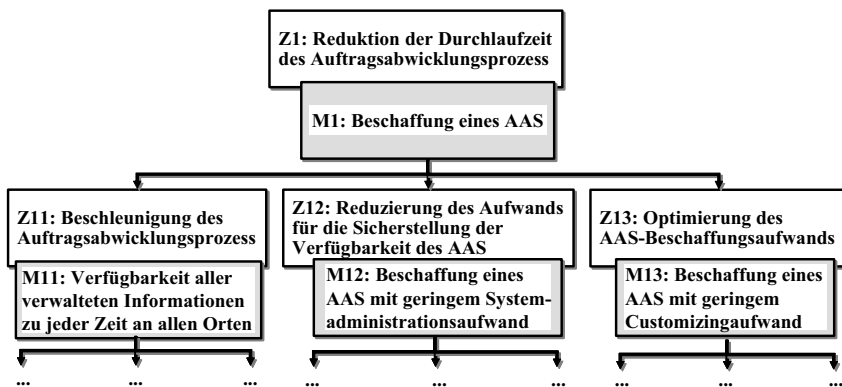 Z1: Reduktion der Durchlaufzeit
des Auftragsabwicklungsprozess
M1: Beschaffung eines AAS
Z11: Beschleunigung des
Auftragsabwicklungsprozess
M11: Verfügbarkeit aller
verwalteten Informationen
zu jeder Zeit an allen Orten
Z12: Reduzierung des Aufwands
für die Sicherstellung der
Verfügbarkeit des AAS
M12: Beschaffung eines
AAS mit geringem System-
administrationsaufwand
Z13: Optimierung des
AAS-Beschaffungsaufwands
M13: Beschaffung eines
AAS mit geringem
Customizingaufwand
... ... ... ... ... ... ... ... ...